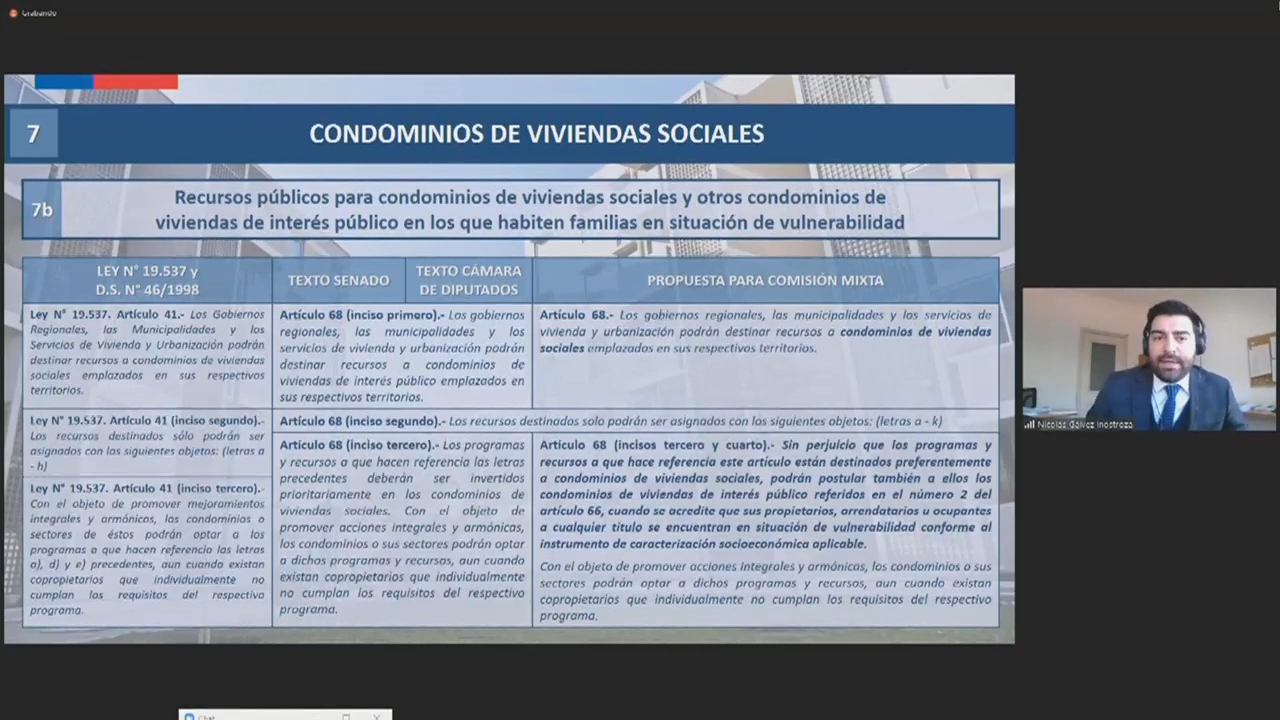 Grabando
7
CONDOMINIOS DE VIVIENDAS SOCIALES
7b
Recursos públicos para condominios de viviendas sociales y otros condominios de
viviendas de interés público en los que habiten familias en situación de vulnerabilidad
LEY N° 19.537 y
D.S. N° 46/1998
TEXTO SENADO
TEXTO CÁMARA
DE DIPUTADOS
PROPUESTA PARA COMISIÓN MIXTA
Ley N° 19.537. Artículo 41.- Los Gobiernos
Regionales, las Municipalidades y los
Servicios de Vivienda y Urbanización podrán
destinar recursos a condominios de viviendas
sociales emplazados en sus respectivos
territorios.
Artículo 68 (inciso primero).- Los gobiernos
regionales, las municipalidades y los
servicios de vivienda y urbanización podrán
destinar recursos a condominios de
viviendas de interés público emplazados en
sus respectivos territorios.
Artículo 68.- Los gobiernos regionales, las municipalidades y los servicios de
vivienda y urbanización podrán destinar recursos a condominios de viviendas
sociales emplazados en sus respectivos territorios.
Ley N° 19.537. Artículo 41 (inciso segundo).-
Los recursos destinados sólo podrán ser
asignados con los siguientes objetos: (letras a
- h)
Artículo 68 (inciso segundo).- Los recursos destinados solo podrán ser asignados con los siguientes objetos: (letras a - k)
Ley N° 19.537. Artículo 41 (inciso tercero).-
Con el objeto de promover mejoramientos
integrales y armónicos, los condominios o
sectores de éstos podrán optar a los
programas a que hacen referencia las letras
a), d) y e) precedentes, aun cuando existan
copropietarios que individualmente no
cumplan los requisitos del respectivo
programa.
Artículo 68 (inciso tercero).- Los programas
y recursos a que hacen referencia las letras
precedentes deberán ser invertidos
prioritariamente en los condominios de
viviendas sociales. Con el objeto de
promover acciones integrales y armónicas,
los condominios o sus sectores podrán optar
a dichos programas y recursos, aun cuando
existan copropietarios que individualmente
no cumplan los requisitos del respectivo
programa.
Artículo 68 (incisos tercero y cuarto).- Sin perjuicio que los programas y
recursos a que hace referencia este artículo están destinados preferentemente
a condominios de viviendas sociales, podrán postular también a ellos los
condominios de viviendas de interés público referidos en el número 2 del
artículo 66, cuando se acredite que sus propietarios, arrendatarios u ocupantes
a cualquier título se encuentran en situación de vulnerabilidad conforme al
instrumento de caracterización socioeconómica aplicable.
Con el objeto de promover acciones integrales y armónicas, los condominios o sus
sectores podrán optar a dichos programas y recursos, aun cuando existan
copropietarios que individualmente no cumplan los requisitos del respectivo
programa.
Nicolás Gálvez Inostroza
Chat